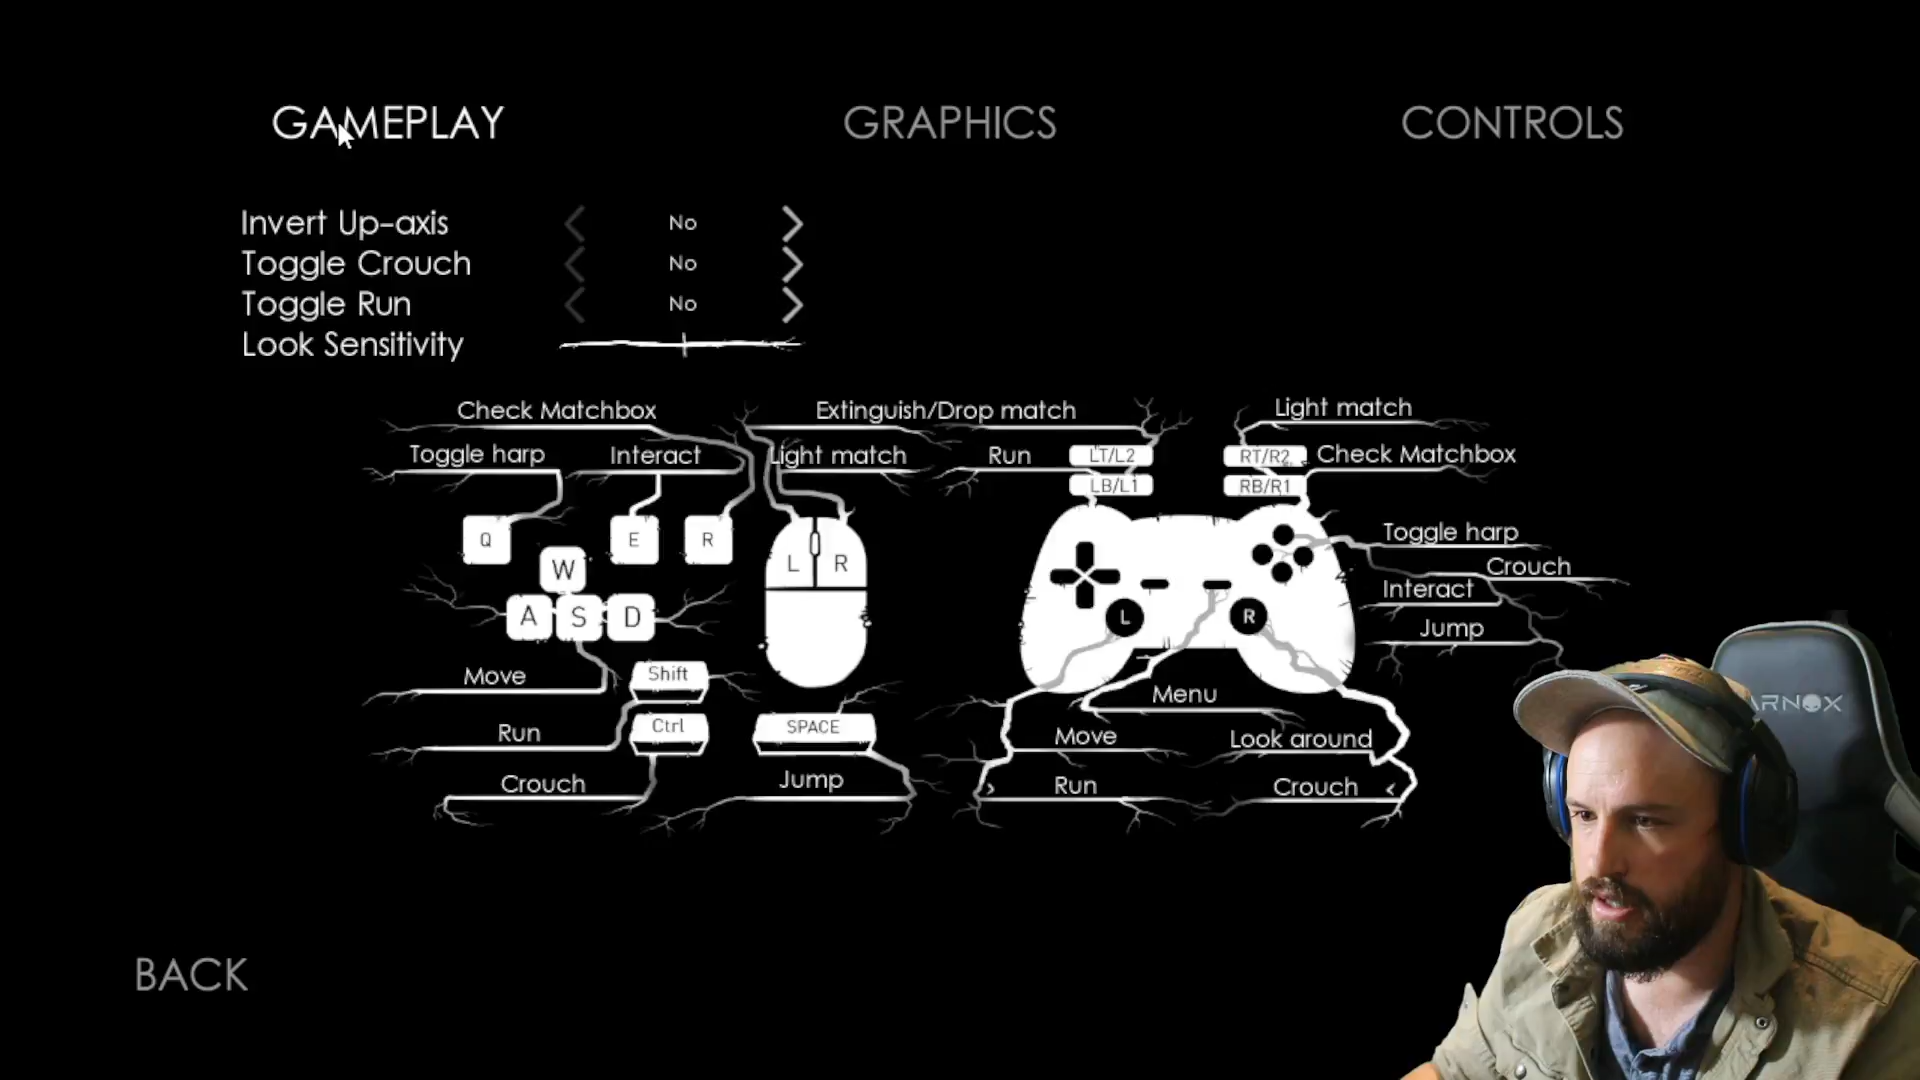 GAMEPLAY GRAPHICS CONTROLS
Invert Up-axis No
Toggle Crouch No
Toggle Run No
Look Sensitivity
Check Matchbox Extinguish/Drop match Light match
Toggle harp Interact Light match Run LT/L2 RT/R2 Check Matchbox
LB/L1 RB/R1
Q E R L R Toggle harp
W Crouch
Interact
A S D L R Jump
Move Shift Menu
Run Ctrl SPACE Move Look around
Crouch Jump Run Crouch
ARNOX
BACK